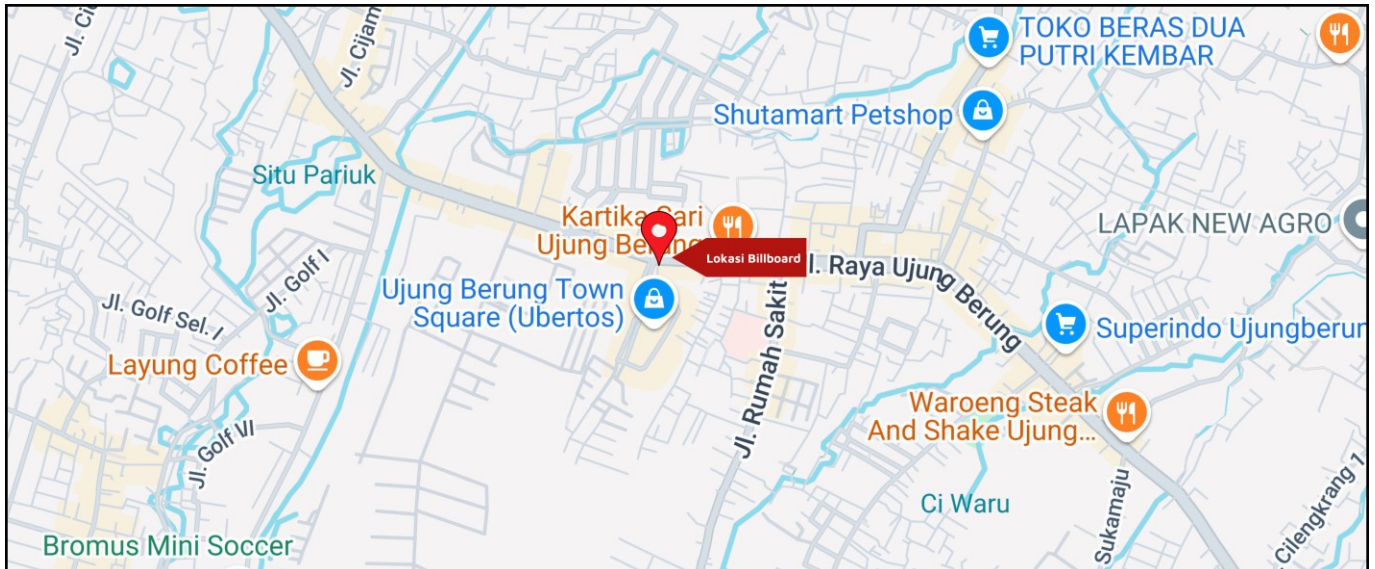 Jl. Ci
Jl. Cijam
TOKO BERAS DUA
PUTRI KEMBAR
Shutamart Petshop
Situ Pariuk
Kartika Sari
Ujung Berung
Lokasi Billboard
LAPAK NEW AGRO
Jl. Golf I
l. Raya Ujung Berung
Ujung Berung Town
Square (Ubertos)
Jl. Golf Sel. I
Superindo Ujungberun
Layung Coffee
Jl. Rumah Sakit
Waroeng Steak
And Shake Ujung...
Jl. Golf VI
Ci Waru
Sukamaju
Cilengkrang 1
Bromus Mini Soccer